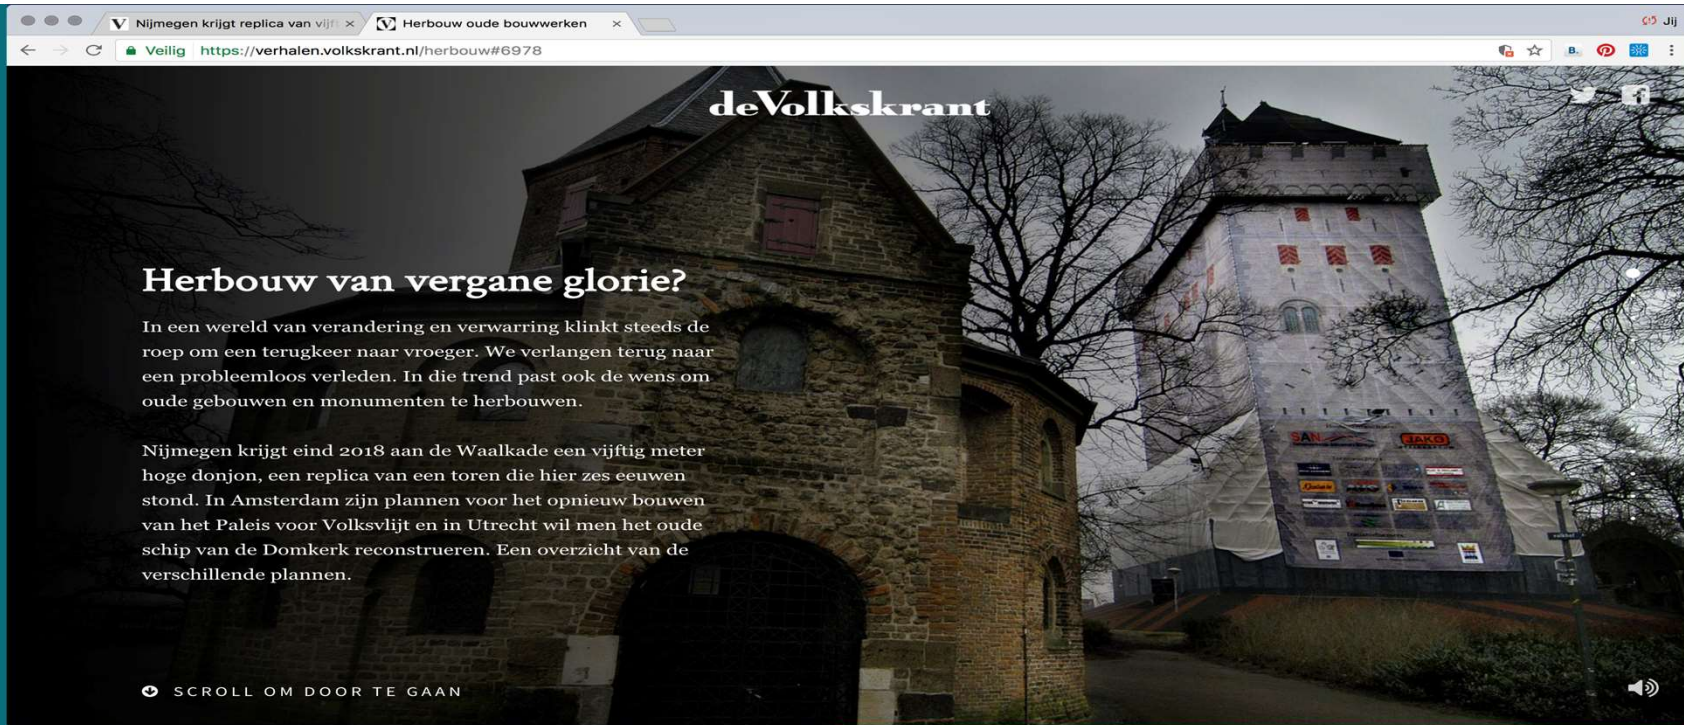 Nijmegen krijgt replica van vijft
Herbouw oude bouwwerken
Jij
Veilig
https://verhalen.volkskrant.nl/herbouw#6978
B.
deVolkskrant
Herbouw van vergane glorie?
In een wereld van verandering en verwarring klinkt steeds de
roep om een terugkeer naar vroeger. We verlangen terug naar
een probleemloos verleden. In die trend past ook de wens om
oude gebouwen en monumenten te herbouwen.
Nijmegen krijgt eind 2018 aan de Waalkade een vijftig meter
hoge donjon, een replica van een toren die hier zes eeuwen
stond. In Amsterdam zijn plannen voor het opnieuw bouwen
van het Paleis voor Volksvlijt en in Utrecht wil men het oude
schip van de Domkerk reconstrueren. Een overzicht van de
verschillende plannen.
SAN
JAKO
SCROLL OM DOOR TE GAAN